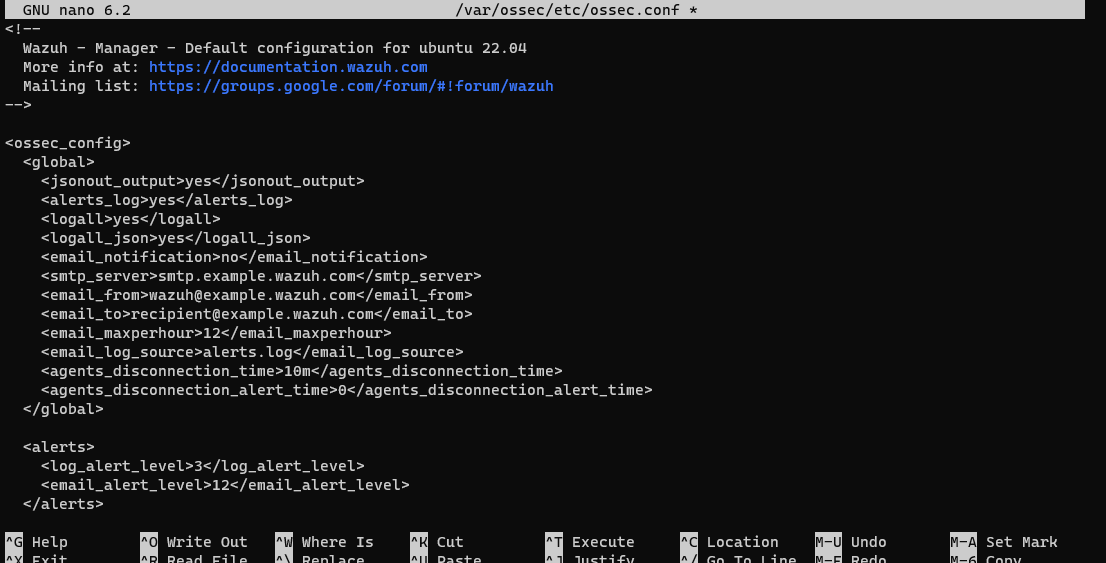 GNU nano 6.2 /var/ossec/etc/ossec.conf *
<!--
  Wazuh - Manager - Default configuration for ubuntu 22.04
  More info at: https://documentation.wazuh.com
  Mailing list: https://groups.google.com/forum/#!forum/wazuh
-->
<ossec_config>
  <global>
    <jsonout_output>yes</jsonout_output>
    <alerts_log>yes</alerts_log>
    <logall>yes</logall>
    <logall_json>yes</logall_json>
    <email_notification>no</email_notification>
    <smtp_server>smtp.example.wazuh.com</smtp_server>
    <email_from>wazuh@example.wazuh.com</email_from>
    <email_to>recipient@example.wazuh.com</email_to>
    <email_maxperhour>12</email_maxperhour>
    <email_log_source>alerts.log</email_log_source>
    <agents_disconnection_time>10m</agents_disconnection_time>
    <agents_disconnection_alert_time>0</agents_disconnection_alert_time>
  </global>
  <alerts>
    <log_alert_level>3</log_alert_level>
    <email_alert_level>12</email_alert_level>
  </alerts>
^G Help ^O Write Out ^W Where Is ^K Cut ^T Execute ^C Location M-U Undo M-A Set Mark
^X Exit ^R Read File ^\ Replace ^U Paste ^J Justify ^/ Go To Line M-E Redo M-6 Copy